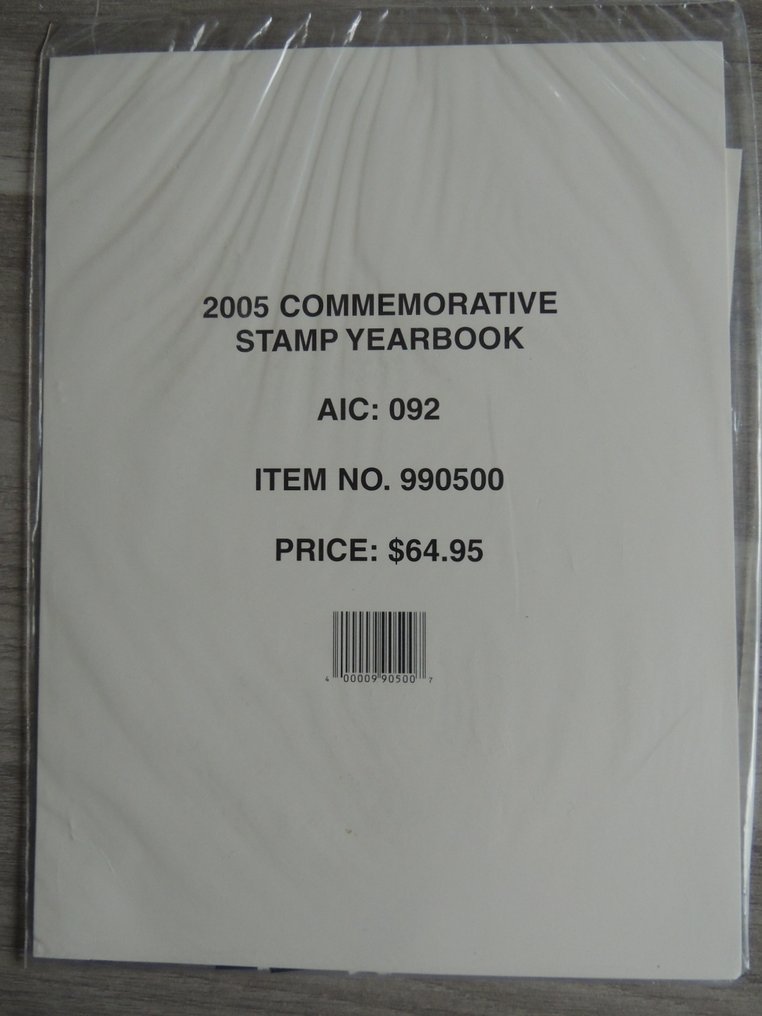 2005 COMMEMORATIVE
STAMP YEARBOOK
AIC: 092
ITEM NO. 990500
PRICE: $64.95
4 00009 90500 7